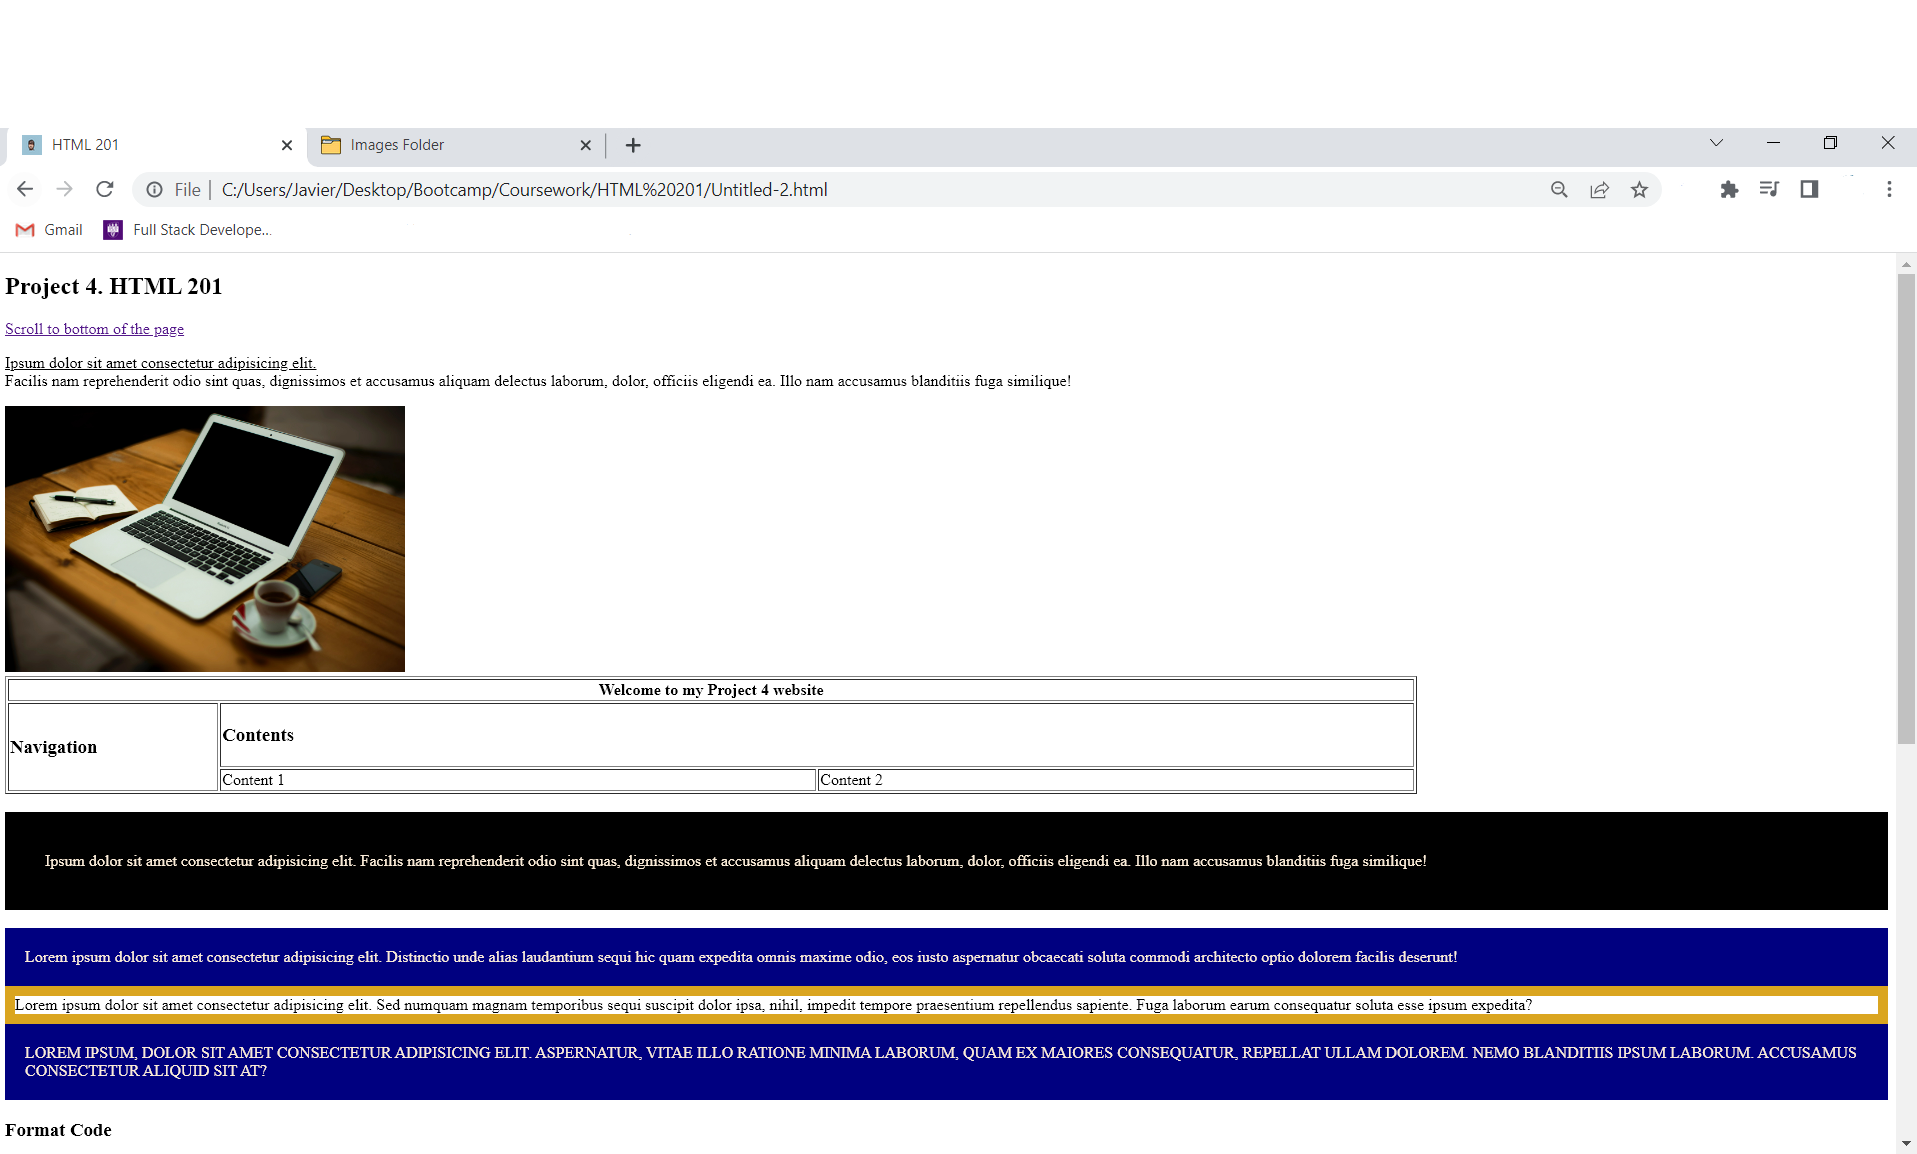 HTML 201
Images Folder
File | C:/Users/Javier/Desktop/Bootcamp/Coursework/HTML%20201/Untitled-2.html
Gmail
Full Stack Develope...
Project 4. HTML 201
Scroll to bottom of the page
Ipsum dolor sit amet consectetur adipisicing elit.
Facilis nam reprehenderit odio sint quas, dignissimos et accusamus aliquam delectus laborum, dolor, officiis eligendi ea. Illo nam accusamus blanditiis fuga similique!
Welcome to my Project 4 website
Navigation
Contents
Content 1
Content 2
Ipsum dolor sit amet consectetur adipisicing elit. Facilis nam reprehenderit odio sint quas, dignissimos et accusamus aliquam delectus laborum, dolor, officiis eligendi ea. Illo nam accusamus blanditiis fuga similique!
Lorem ipsum dolor sit amet consectetur adipisicing elit. Distinctio unde alias laudantium sequi hic quam expedita omnis maxime odio, eos iusto aspernatur obcaecati soluta commodi architecto optio dolorem facilis deserunt!
Lorem ipsum dolor sit amet consectetur adipisicing elit. Sed numquam magnam temporibus sequi suscipit dolor ipsa, nihil, impedit tempore praesentium repellendus sapiente. Fuga laborum earum consequatur soluta esse ipsum expedita?
LOREM IPSUM, DOLOR SIT AMET CONSECTETUR ADIPISICING ELIT. ASPERNATUR, VITAE ILLO RATIONE MINIMA LABORUM, QUAM EX MAIORES CONSEQUATUR, REPELLAT ULLAM DOLOREM. NEMO BLANDITIIS IPSUM LABORUM. ACCUSAMUS
CONSECTETUR ALIQUID SIT AT?
Format Code